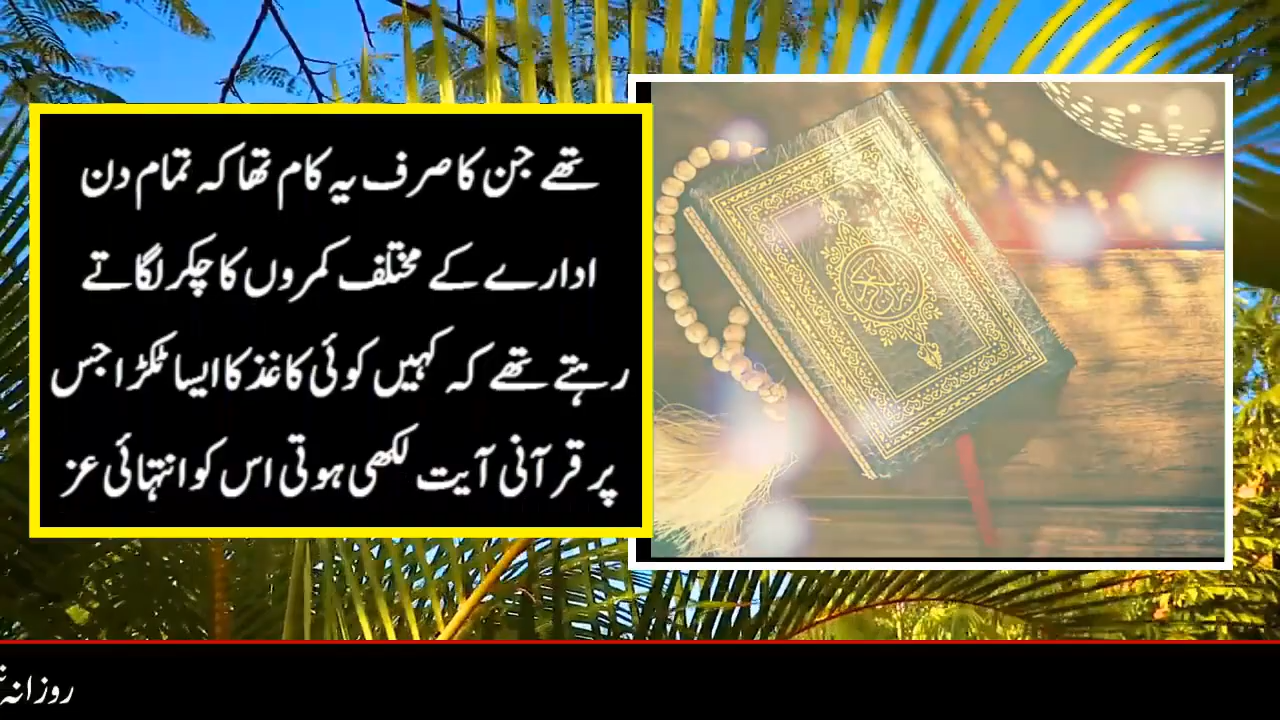 تھے جن کا صرف یہ کام تھا کہ تمام دن
ادارے کے مختلف کمروں کا چکر لگاتے
رہتے تھے کہ کہیں کوئی کاغذ کا ایسا ٹکڑا جس
پر قرآنی آیت لکھی ہوتی اس کو انتہائی عز
روزانہ